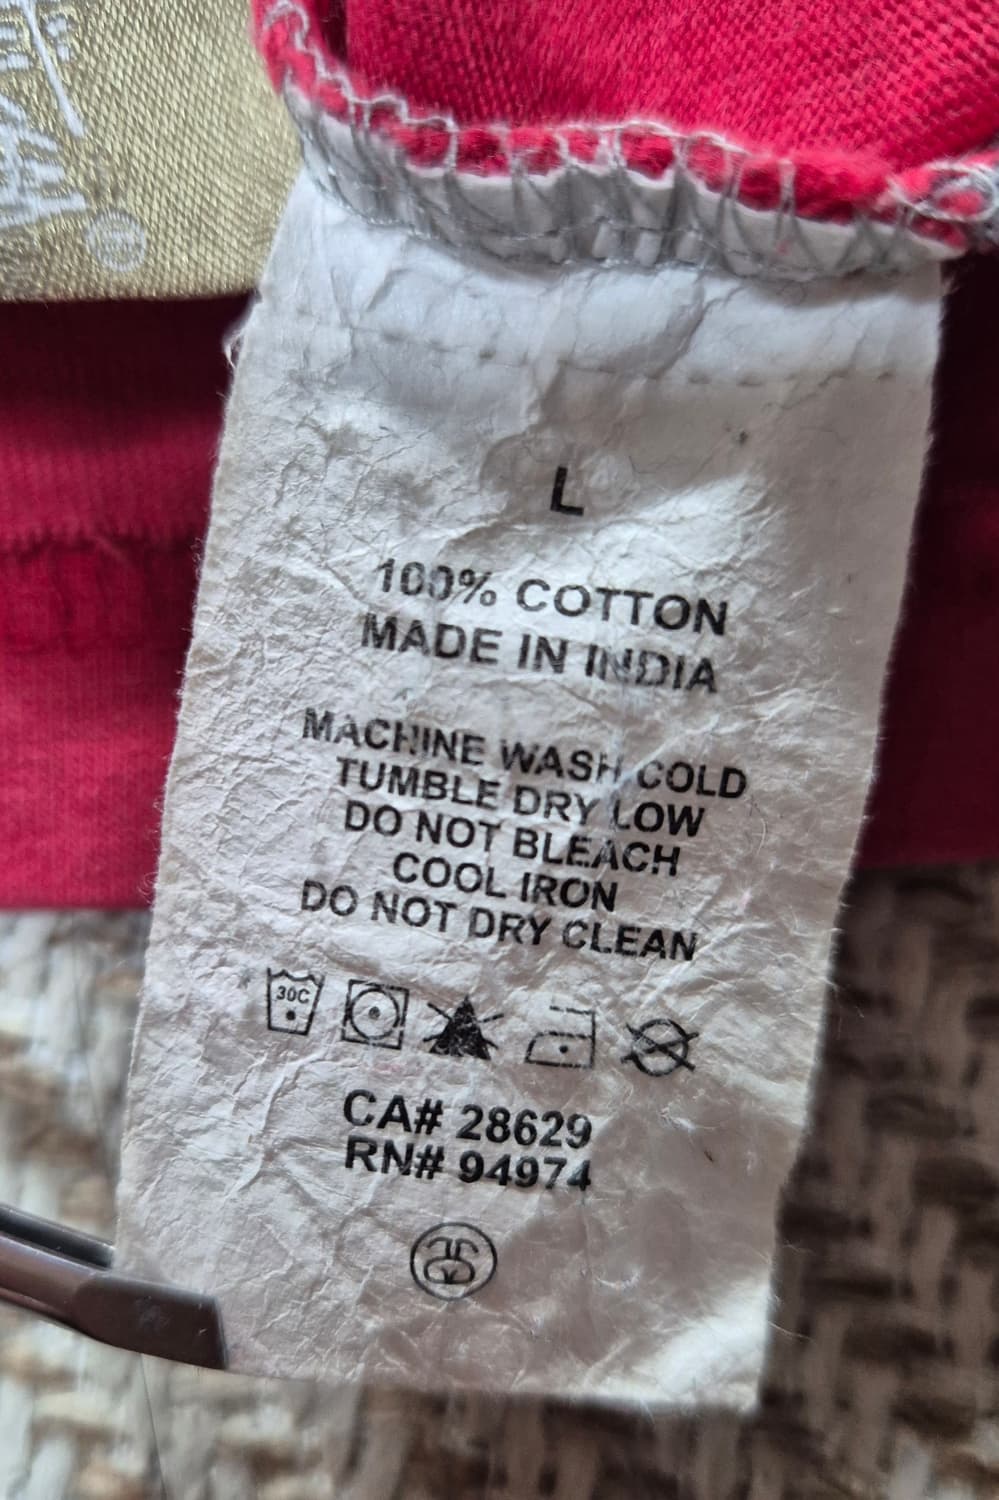 L
100% COTTON
MADE IN INDIA
MACHINE WASH COLD
TUMBLE DRY LOW
DO NOT BLEACH
COOL IRON
DO NOT DRY CLEAN
30C
CA# 28629
RN# 94974
®